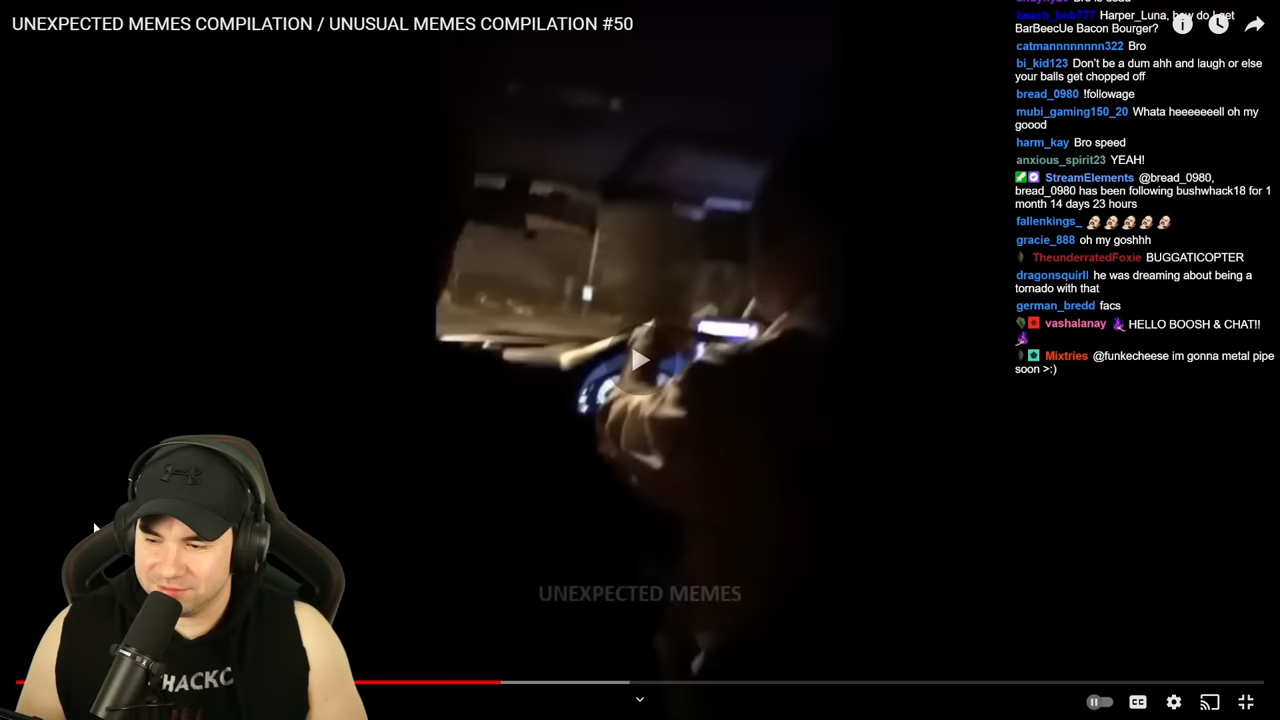 UNEXPECTED MEMES COMPILATION / UNUSUAL MEMES COMPILATION #50
beach_bob777 Harper_Luna, how do I get
BarBeecUe Bacon Bourger?
catmannnnnnnn322 Bro
bi_kid123 Don't be a dum ahh and laugh or else
your balls get chopped off
bread_0980 !followage
mubi_gaming150_20 Whata heeeeeeell oh my
goood
harm_kay Bro speed
anxious_spirit23 YEAH!
StreamElements @bread_0980,
bread_0980 has been following bushwhack18 for 1
month 14 days 23 hours
fallenkings_
gracie_888 oh my goshhh
TheunderratedFoxie BUGGATICOPTER
dragonsquirll he was dreaming about being a
tornado with that
german_bredd facs
vashalanay HELLO BOOSH & CHAT!!
Mixtries @funkecheese im gonna metal pipe
soon >:)
UNEXPECTED MEMES
HACKC
CC